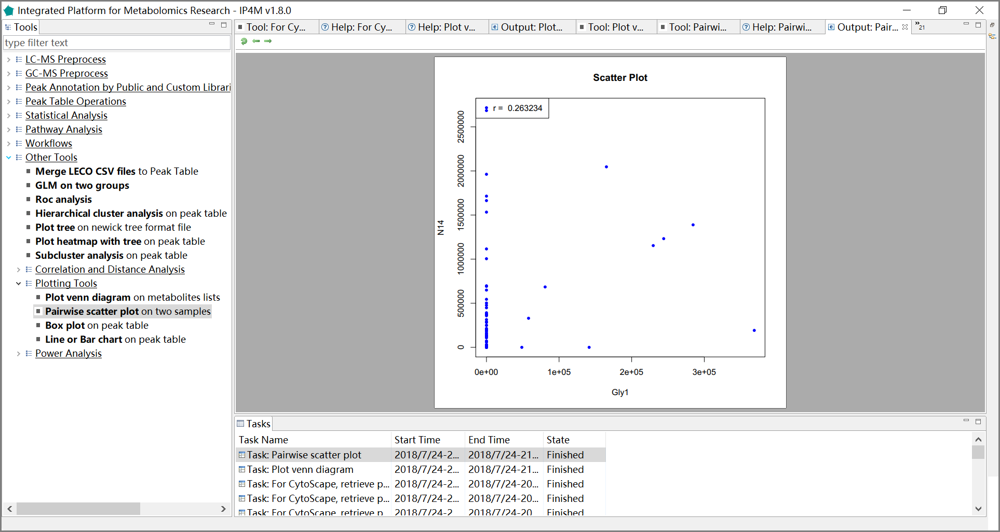 Integrated Platform for Metabolomics Research - IP4M v1.8.0
Tools
type filter text
LC-MS Preprocess
GC-MS Preprocess
Peak Annotation by Public and Custom Librari
Peak Table Operations
Statistical Analysis
Pathway Analysis
Workflows
Other Tools
Merge LECO CSV files to Peak Table
GLM on two groups
Roc analysis
Hierarchical cluster analysis on peak table
Plot tree on newick tree format file
Plot heatmap with tree on peak table
Subcluster analysis on peak table
Correlation and Distance Analysis
Plotting Tools
Plot venn diagram on metabolites lists
Pairwise scatter plot on two samples
Box plot on peak table
Line or Bar chart on peak table
Power Analysis
Tool: For Cy... Help: For Cy... Help: Plot v... Output: Plot... Tool: Plot v... Tool: Pairwi... Help: Pairwi... Output: Pair... »21
Scatter Plot
r = 0.263234
2500000
2000000
1500000
1000000
500000
0
N14
0e+00 1e+05 2e+05 3e+05
Gly1
Tasks
Task Name Start Time End Time State
Task: Pairwise scatter plot 2018/7/24-2... 2018/7/24-21... Finished
Task: Plot venn diagram 2018/7/24-2... 2018/7/24-21... Finished
Task: For CytoScape, retrieve p... 2018/7/24-2... 2018/7/24-20... Finished
Task: For CytoScape, retrieve p... 2018/7/24-2... 2018/7/24-20... Finished
Task: For CytoScape, retrieve p... 2018/7/24-2... 2018/7/24-20... Finished